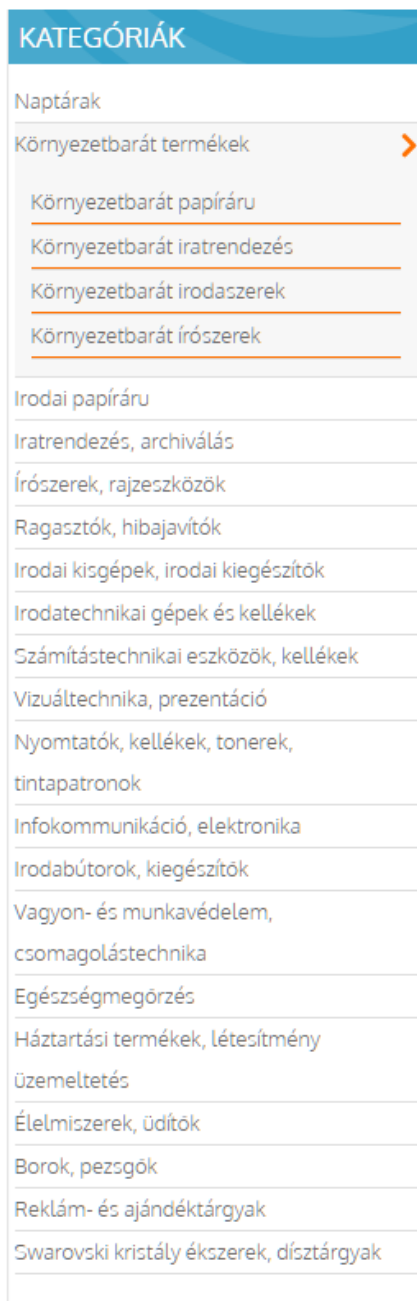 KATEGÓRIÁK
Naptárak
Környezetbarát termékek
Környezetbarát papíráru
Környezetbarát iratrendezés
Környezetbarát irodaszerek
Környezetbarát írószerek
Irodai papíráru
Iratrendezés, archiválás
Írószerek, rajzeszközök
Ragasztók, hibajavítók
Irodai kisgépek, irodai kiegészítők
Irodatechnikai gépek és kellékek
Számítástechnikai eszközök, kellékek
Vizuáltechnika, prezentáció
Nyomtatók, kellékek, tonerek,
tintapatronok
Infokommunikáció, elektronika
Irodabútorok, kiegészítők
Vagyon- és munkavédelem,
csomagolástechnika
Egészségmegőrzés
Háztartási termékek, létesítmény
üzemeltetés
Élelmiszerek, üdítők
Borok, pezsgők
Reklám- és ajándéktárgyak
Swarovski kristály ékszerek, dísztárgyak